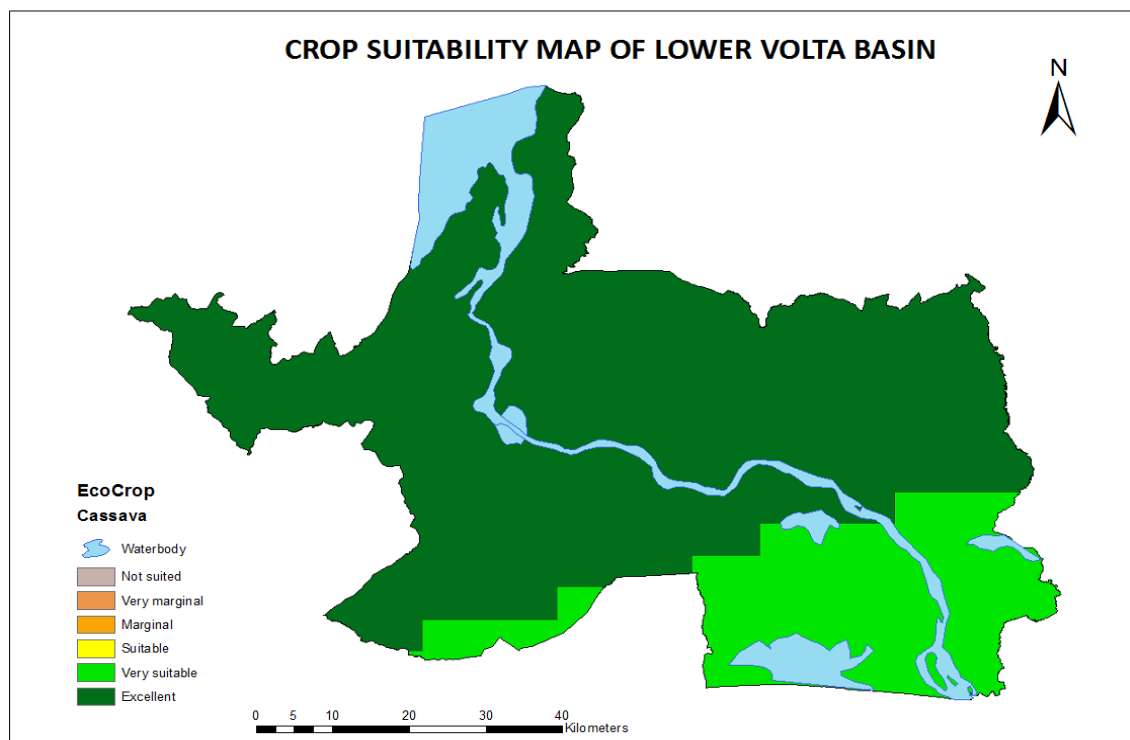 CROP SUITABILITY MAP OF LOWER VOLTA BASIN
N
EcoCrop
Cassava
Waterbody
Not suited
Very marginal
Marginal
Suitable
Very suitable
Excellent
0 5 10 20 30 40
Kilometers